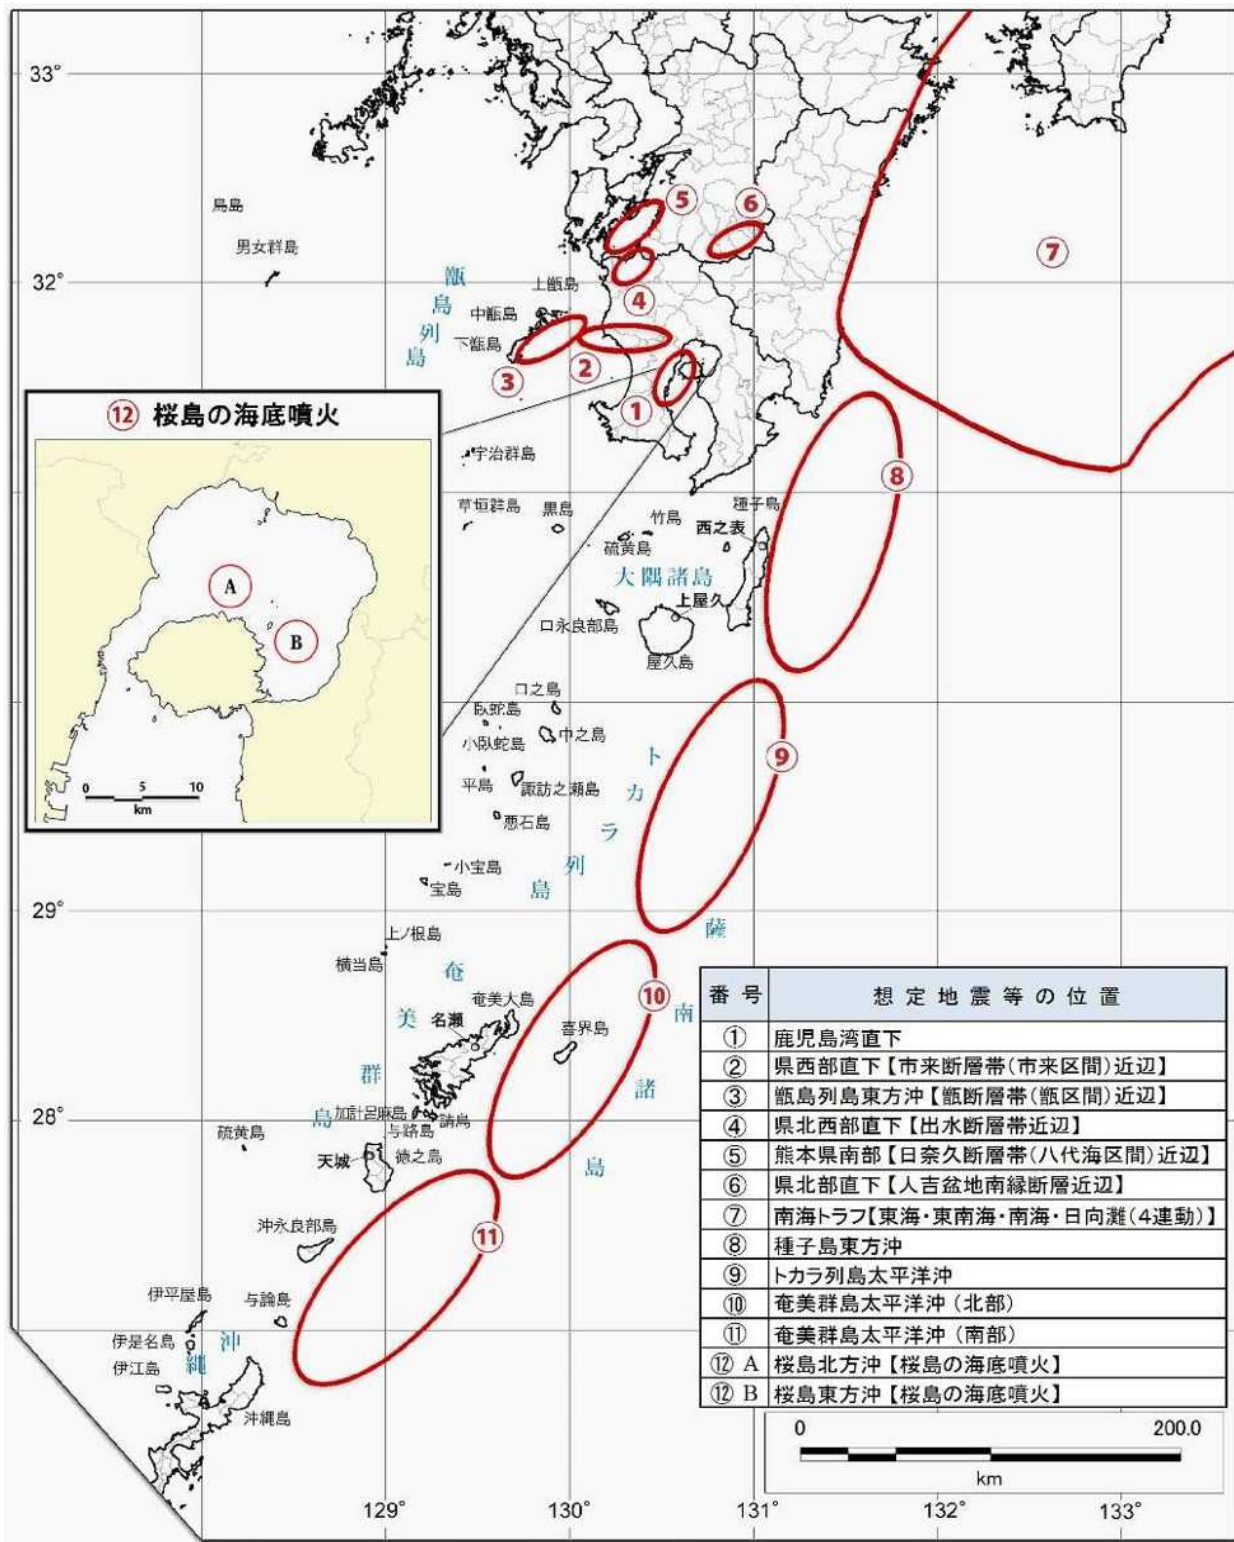 33°
⑤
⑥
鳥島
男女群島
⑦
32°
甑島列島
上甑島
中甑島
下甑島
④
③
②
①
⑫ 桜島の海底噴火
A
B
0 5 10
km
宇治群島
草垣群島
黒島
竹島
硫黄島
種子島
西之表
⑧
大隅諸島
上屋久
口永良部島
屋久島
口之島
臥蛇島
中之島
小臥蛇島
平島
諏訪之瀬島
悪石島
トカラ列島
⑨
小宝島
宝島
29°
薩南諸島
上ノ根島
横当島
奄美群島
奄美大島
名瀬
⑩
喜界島
28°
加計呂麻島
請島
与路島
硫黄島
天城
徳之島
沖永良部島
⑪
伊平屋島
与論島
伊是名島
沖縄
伊江島
沖縄島
番号 想定地震等の位置
① 鹿児島湾直下
② 県西部直下【市来断層帯(市来区間)近辺】
③ 甑島列島東方沖【甑断層帯(甑区間)近辺】
④ 県北西部直下【出水断層帯近辺】
⑤ 熊本県南部【日奈久断層帯(八代海区間)近辺】
⑥ 県北部直下【人吉盆地南縁断層近辺】
⑦ 南海トラフ【東海・東南海・南海・日向灘(4連動)】
⑧ 種子島東方沖
⑨ トカラ列島太平洋沖
⑩ 奄美群島太平洋沖(北部)
⑪ 奄美群島太平洋沖(南部)
⑫ A 桜島北方沖【桜島の海底噴火】
⑫ B 桜島東方沖【桜島の海底噴火】
0 200.0
km
129° 130° 131° 132° 133°